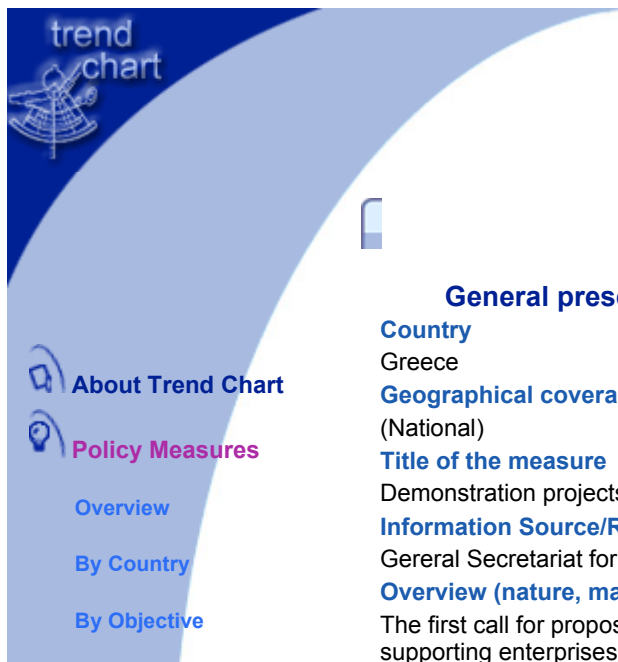 trend
chart
General prese
Country
Greece
Geographical covera
(National)
Title of the measure
Demonstration projects
Information Source/R
Gereral Secretariat for
Overview (nature, ma
The first call for propos
supporting enterprises
About Trend Chart
Policy Measures
Overview
By Country
By Objective